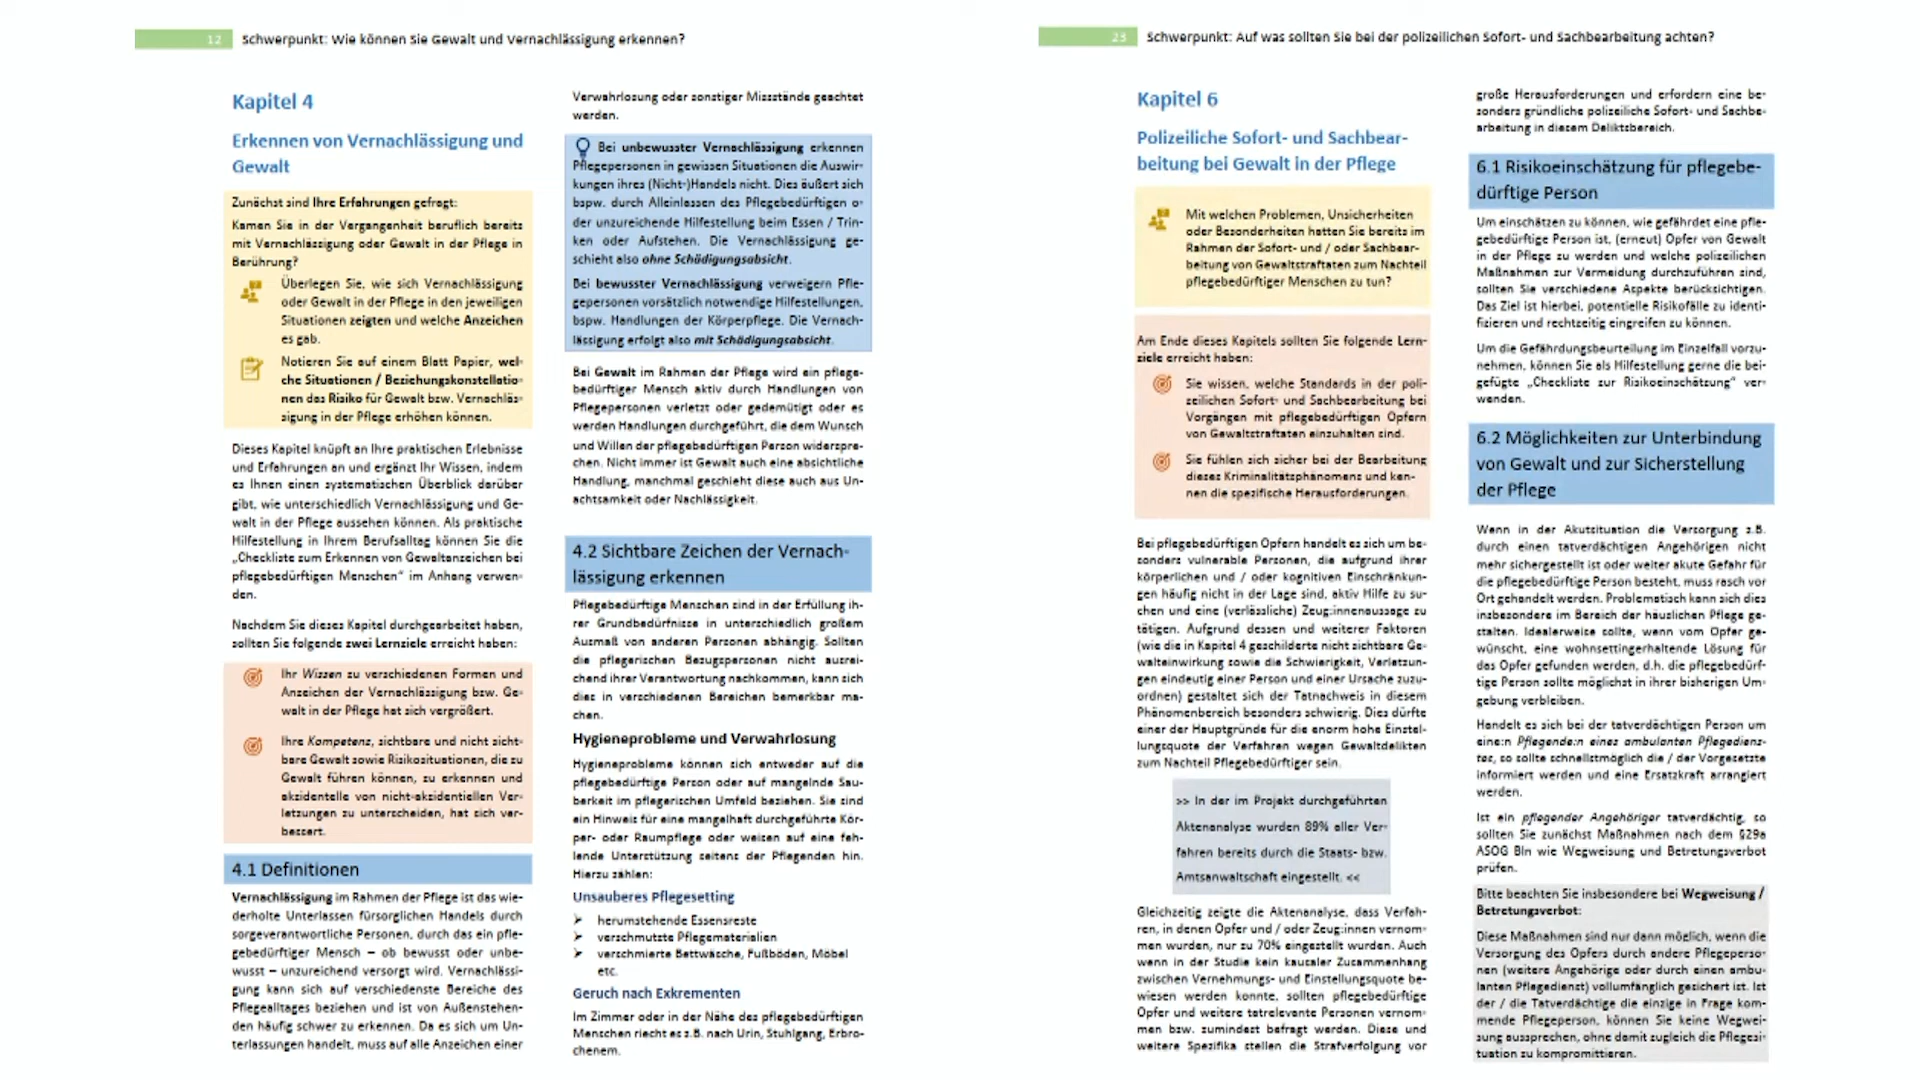 12 Schwerpunkt: Wie können Sie Gewalt und Vernachlässigung erkennen?
Kapitel 4
Erkennen von Vernachlässigung und
Gewalt
Zunächst sind Ihre Erfahrungen gefragt:
Kamen Sie in der Vergangenheit beruflich bereits
mit Vernachlässigung oder Gewalt in der Pflege in
Berührung?
Überlegen Sie, wie sich Vernachlässigung
oder Gewalt in der Pflege in den jeweiligen
Situationen zeigten und welche Anzeichen
es gab.
Notieren Sie auf einem Blatt Papier, wel-
che Situationen / Beziehungskonstellatio-
nen das Risiko für Gewalt bzw. Vernachläs-
sigung in der Pflege erhöhen können.
Dieses Kapitel knüpft an Ihre praktischen Erlebnisse
und Erfahrungen an und ergänzt Ihr Wissen, indem
es Ihnen einen systematischen Überblick darüber
gibt, wie unterschiedlich Vernachlässigung und Ge-
walt in der Pflege aussehen können. Als praktische
Hilfestellung in Ihrem Berufsalltag können Sie die
„Checkliste zum Erkennen von Gewaltanzeichen bei
pflegebedürftigen Menschen“ im Anhang verwen-
den.
Nachdem Sie dieses Kapitel durchgearbeitet haben,
sollten Sie folgende zwei Lernziele erreicht haben:
Ihr Wissen zu verschiedenen Formen und
Anzeichen der Vernachlässigung bzw. Ge-
walt in der Pflege hat sich vergrößert.
Ihre Kompetenz, sichtbare und nicht sicht-
bare Gewalt sowie Risikosituationen, die zu
Gewalt führen können, zu erkennen und
akzidentelle von nicht-akzidentiellen Ver-
letzungen zu unterscheiden, hat sich ver-
bessert.
4.1 Definitionen
Vernachlässigung im Rahmen der Pflege ist das wie-
derholte Unterlassen fürsorglichen Handels durch
sorgeverantwortliche Personen, durch das ein pfle-
gebedürftiger Mensch – ob bewusst oder unbe-
wusst – unzureichend versorgt wird. Vernachlässi-
gung kann sich auf verschiedenste Bereiche des
Pflegealltages beziehen und ist von Außenstehen-
den häufig schwer zu erkennen. Da es sich um Un-
terlassungen handelt, muss auf alle Anzeichen einer
Verwahrlosung oder sonstiger Missstände geachtet
werden.
Bei unbewusster Vernachlässigung erkennen
Pflegepersonen in gewissen Situationen die Auswir-
kungen ihres (Nicht-)Handels nicht. Dies äußert sich
bspw. durch Alleinlassen des Pflegebedürftigen o-
der unzureichende Hilfestellung beim Essen / Trin-
ken oder Aufstehen. Die Vernachlässigung ge-
schieht also ohne Schädigungsabsicht.
Bei bewusster Vernachlässigung verweigern Pfle-
gepersonen vorsätzlich notwendige Hilfestellungen,
bspw. Handlungen der Körperpflege. Die Vernach-
lässigung erfolgt also mit Schädigungsabsicht.
Bei Gewalt im Rahmen der Pflege wird ein pflege-
bedürftiger Mensch aktiv durch Handlungen von
Pflegepersonen verletzt oder gedemütigt oder es
werden Handlungen durchgeführt, die dem Wunsch
und Willen der pflegebedürftigen Person widerspre-
chen. Nicht immer ist Gewalt auch eine absichtliche
Handlung, manchmal geschieht diese auch aus Un-
achtsamkeit oder Nachlässigkeit.
4.2 Sichtbare Zeichen der Vernach-
lässigung erkennen
Pflegebedürftige Menschen sind in der Erfüllung ih-
rer Grundbedürfnisse in unterschiedlich großem
Ausmaß von anderen Personen abhängig. Sollten
die pflegerischen Bezugspersonen nicht ausrei-
chend ihrer Verantwortung nachkommen, kann sich
dies in verschiedenen Bereichen bemerkbar ma-
chen.
Hygieneprobleme und Verwahrlosung
Hygieneprobleme können sich entweder auf die
pflegebedürftige Person oder auf mangelnde Sau-
berkeit im pflegerischen Umfeld beziehen. Sie sind
ein Hinweis für eine mangelhaft durchgeführte Kör-
per- oder Raumpflege oder weisen auf eine feh-
lende Unterstützung seitens der Pflegenden hin.
Hierzu zählen:
Unsauberes Pflegesetting
➢ herumstehende Essensreste
➢ verschmutzte Pflegematerialien
➢ verschmierte Bettwäsche, Fußböden, Möbel
etc.
Geruch nach Exkrementen
Im Zimmer oder in der Nähe des pflegebedürftigen
Menschen riecht es z.B. nach Urin, Stuhlgang, Erbro-
chenem.
23 Schwerpunkt: Auf was sollten Sie bei der polizeilichen Sofort- und Sachbearbeitung achten?
Kapitel 6
Polizeiliche Sofort- und Sachbear-
beitung bei Gewalt in der Pflege
Mit welchen Problemen, Unsicherheiten
oder Besonderheiten hatten Sie bereits im
Rahmen der Sofort- und / oder Sachbear-
beitung von Gewaltstraftaten zum Nachteil
pflegebedürftiger Menschen zu tun?
Am Ende dieses Kapitels sollten Sie folgende Lern-
ziele erreicht haben:
Sie wissen, welche Standards in der poli-
zeilichen Sofort- und Sachbearbeitung bei
Vorgängen mit pflegebedürftigen Opfern
von Gewaltstraftaten einzuhalten sind.
Sie fühlen sich sicher bei der Bearbeitung
dieses Kriminalitätsphänomens und ken-
nen die spezifische Herausforderungen.
Bei pflegebedürftigen Opfern handelt es sich um be-
sonders vulnerable Personen, die aufgrund ihrer
körperlichen und / oder kognitiven Einschränkun-
gen häufig nicht in der Lage sind, aktiv Hilfe zu su-
chen und eine (verlässliche) Zeug:innenaussage zu
tätigen. Aufgrund dessen und weiterer Faktoren
(wie die in Kapitel 4 geschilderte nicht sichtbare Ge-
walteinwirkung sowie die Schwierigkeit, Verletzun-
gen eindeutig einer Person und einer Ursache zuzu-
ordnen) gestaltet sich der Tatnachweis in diesem
Phänomenbereich besonders schwierig. Dies dürfte
einer der Hauptgründe für die enorm hohe Einstel-
lungsquote der Verfahren wegen Gewaltdelikten
zum Nachteil Pflegebedürftiger sein.
>> In der im Projekt durchgeführten
Aktenanalyse wurden 89% aller Ver-
fahren bereits durch die Staats- bzw.
Amtsanwaltschaft eingestellt. <<
Gleichzeitig zeigte die Aktenanalyse, dass Verfah-
ren, in denen Opfer und / oder Zeug:innen vernom-
men wurden, nur zu 70% eingestellt wurden. Auch
wenn in der Studie kein kausaler Zusammenhang
zwischen Vernehmungs- und Einstellungsquote be-
wiesen werden konnte, sollten pflegebedürftige
Opfer und weitere tatrelevante Personen vernom-
men bzw. zumindest befragt werden. Diese und
weitere Spezifika stellen die Strafverfolgung vor
große Herausforderungen und erfordern eine be-
sonders gründliche polizeiliche Sofort- und Sachbe-
arbeitung in diesem Deliktsbereich.
6.1 Risikoeinschätzung für pflegebe-
dürftige Person
Um einschätzen zu können, wie gefährdet eine pfle-
gebedürftige Person ist, (erneut) Opfer von Gewalt
in der Pflege zu werden und welche polizeilichen
Maßnahmen zur Vermeidung durchzuführen sind,
sollten Sie verschiedene Aspekte berücksichtigen.
Das Ziel ist hierbei, potentielle Risikofälle zu identi-
fizieren und rechtzeitig eingreifen zu können.
Um die Gefährdungsbeurteilung im Einzelfall vorzu-
nehmen, können Sie als Hilfestellung gerne die bei-
gefügte „Checkliste zur Risikoeinschätzung“ ver-
wenden.
6.2 Möglichkeiten zur Unterbindung
von Gewalt und zur Sicherstellung
der Pflege
Wenn in der Akutsituation die Versorgung z.B.
durch einen tatverdächtigen Angehörigen nicht
mehr sichergestellt ist oder weiter akute Gefahr für
die pflegebedürftige Person besteht, muss rasch vor
Ort gehandelt werden. Problematisch kann sich dies
insbesondere im Bereich der häuslichen Pflege ge-
stalten. Idealerweise sollte, wenn vom Opfer ge-
wünscht, eine wohnsettingerhaltende Lösung für
das Opfer gefunden werden, d.h. die pflegebedürf-
tige Person sollte möglichst in ihrer bisherigen Um-
gebung verbleiben.
Handelt es sich bei der tatverdächtigen Person um
eine:n Pflegende:n eines ambulanten Pflegediens-
tes, so sollte schnellstmöglich die / der Vorgesetzte
informiert werden und eine Ersatzkraft arrangiert
werden.
Ist ein pflegender Angehöriger tatverdächtig, so
sollten Sie zunächst Maßnahmen nach dem §29a
ASOG Bln wie Wegweisung und Betretungsverbot
prüfen.
Bitte beachten Sie insbesondere bei Wegweisung /
Betretungsverbot:
Diese Maßnahmen sind nur dann möglich, wenn die
Versorgung des Opfers durch andere Pflegeperso-
nen (weitere Angehörige oder durch einen ambu-
lanten Pflegedienst) vollumfänglich gesichert ist. Ist
der / die Tatverdächtige die einzige in Frage kom-
mende Pflegeperson, können Sie keine Wegwei-
sung aussprechen, ohne damit zugleich die Pflegesi-
tuation zu kompromittieren.